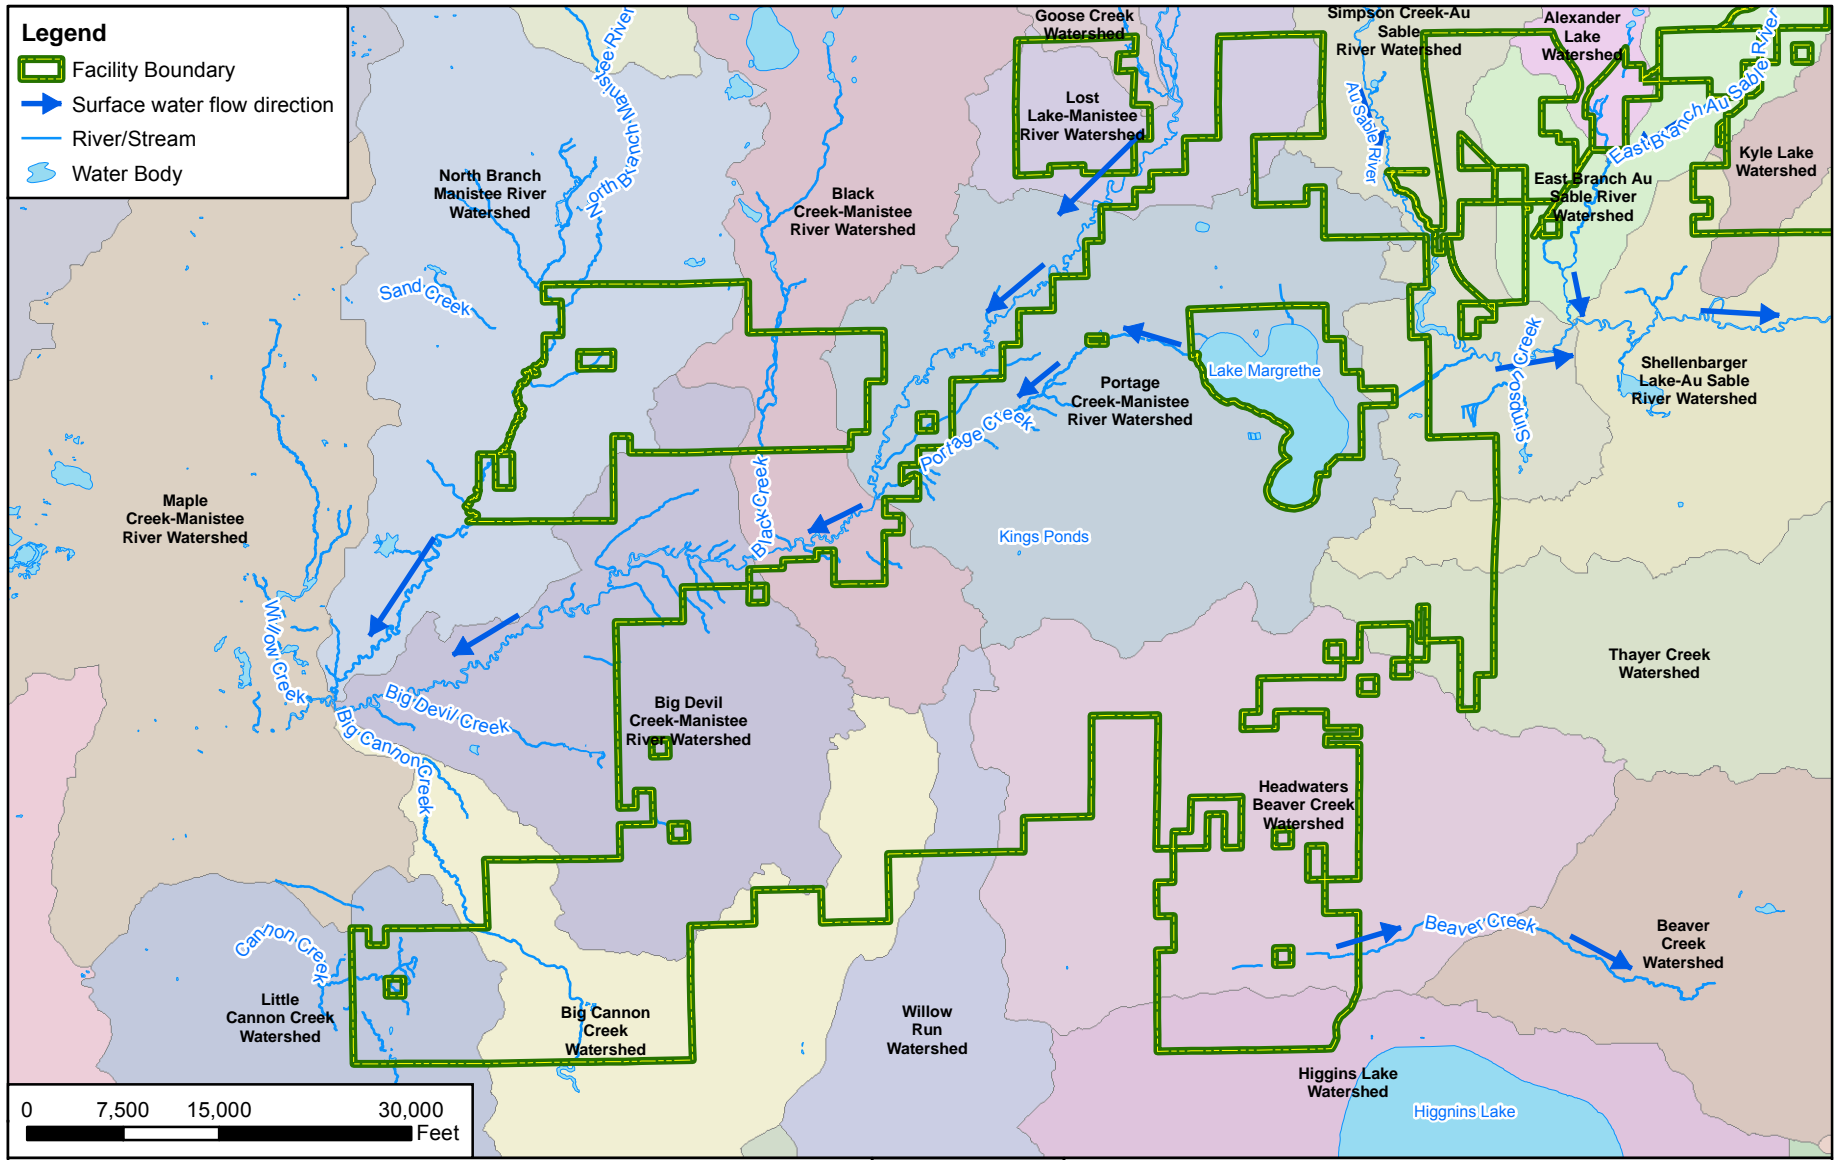 Legend
Facility Boundary
Surface water flow direction
River/Stream
Water Body
North Branch Manistee River
Goose Creek
Watershed
Simpson Creek-Au
Sable
River Watershed
Alexander
Lake
Watershed
East Branch Au Sable River
Lost
Lake-Manistee
River Watershed
Au Sable River
Kyle Lake
Watershed
North Branch
Manistee River
Watershed
Black
Creek-Manistee
River Watershed
East Branch Au
Sable River
Watershed
Sand Creek
Lake Margrethe
Portage
Creek-Manistee
River Watershed
Simpson Creek
Shellenbarger
Lake-Au Sable
River Watershed
Portage Creek
Maple
Creek-Manistee
River Watershed
Black Creek
Kings Ponds
Willow Creek
Thayer Creek
Watershed
Big Devil Creek
Big Devil
Creek-Manistee
River Watershed
Big Cannon Creek
Headwaters
Beaver Creek
Watershed
Cannon Creek
Beaver Creek
Beaver
Creek
Watershed
Little
Cannon Creek
Watershed
Big Cannon
Creek
Watershed
Willow
Run
Watershed
Higgins Lake
Watershed
Higgnins Lake
0 7,500 15,000 30,000
Feet